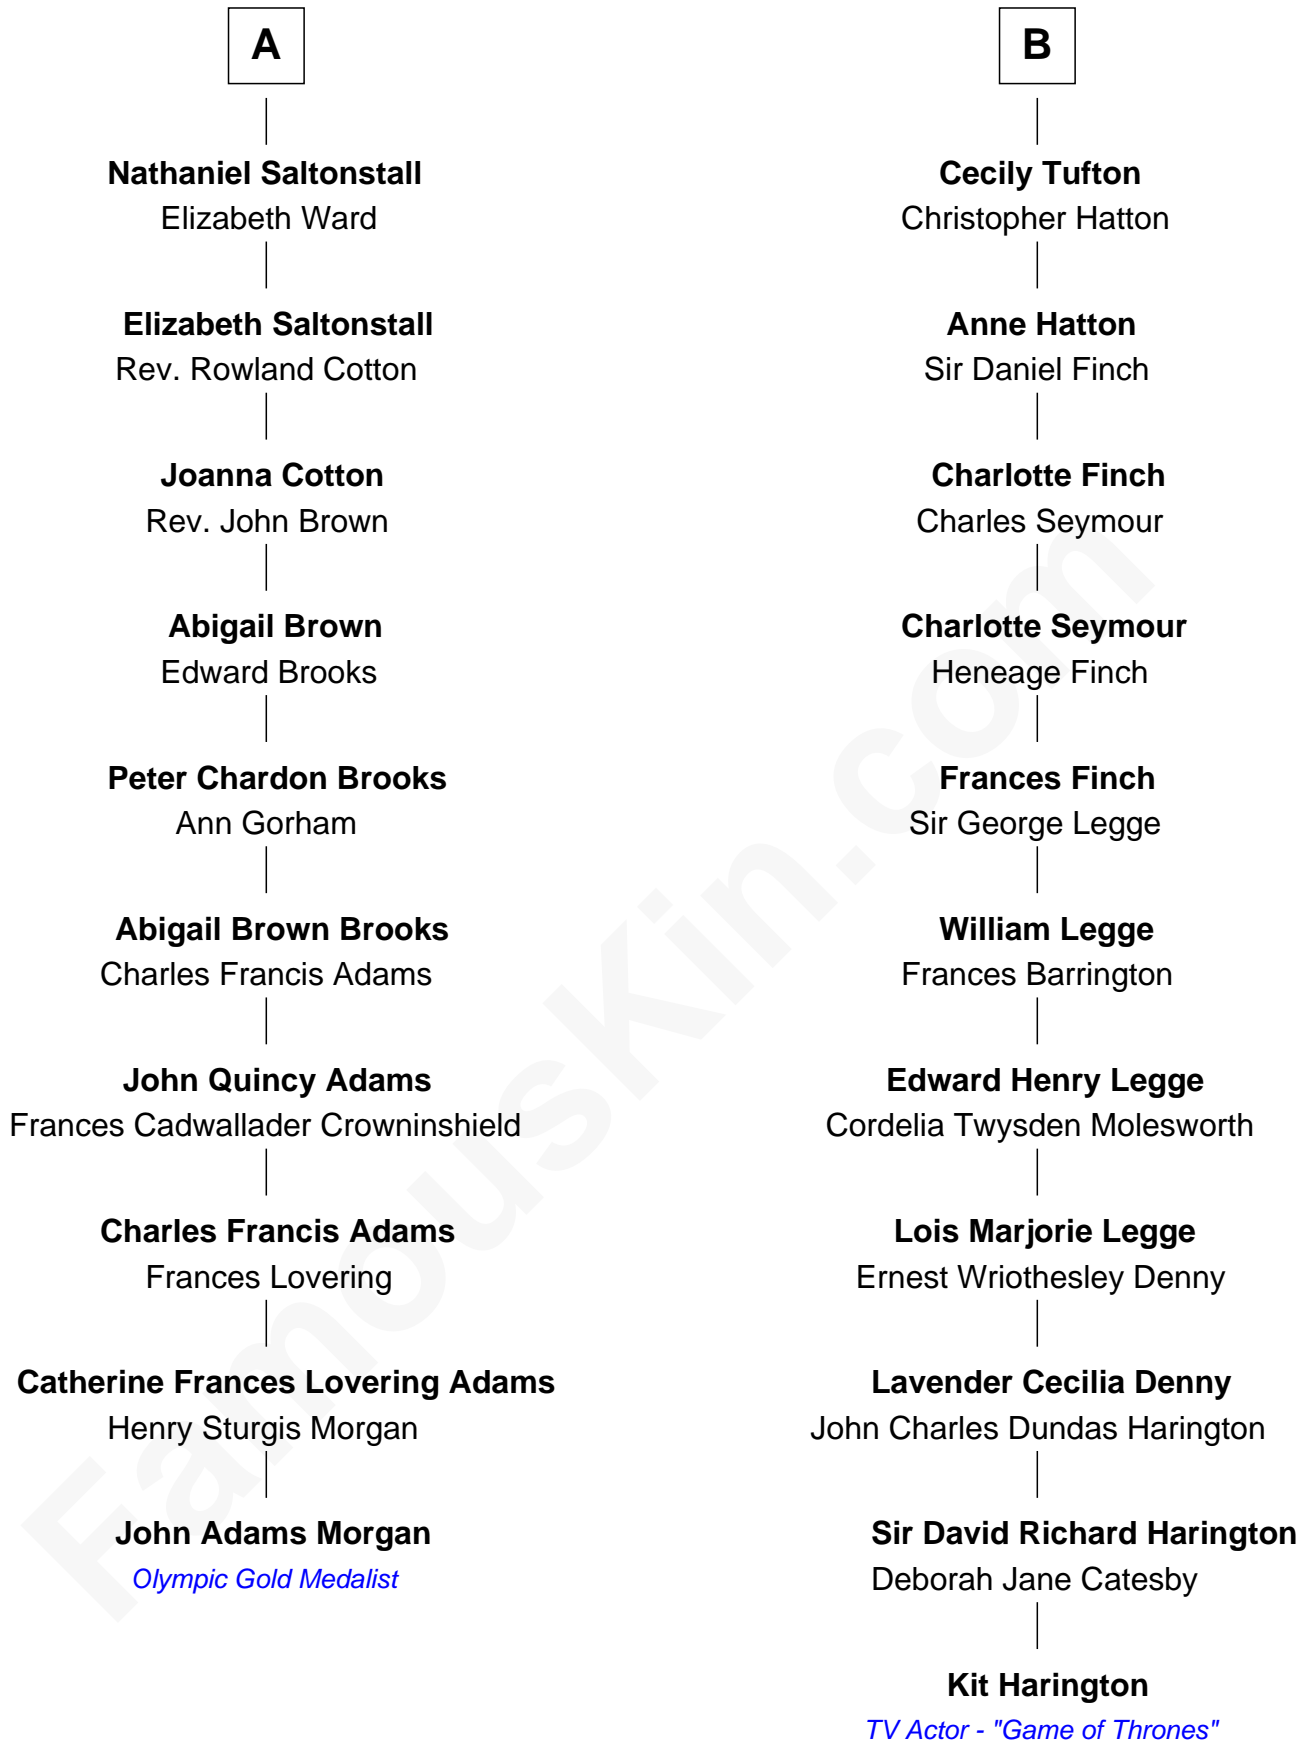 A
Nathaniel Saltonstall
Elizabeth Ward
Elizabeth Saltonstall
Rev. Rowland Cotton
Joanna Cotton
Rev. John Brown
Abigail Brown
Edward Brooks
Peter Chardon Brooks
Ann Gorham
Abigail Brown Brooks
Charles Francis Adams
John Quincy Adams
Frances Cadwallader Crowninshield
Charles Francis Adams
Frances Lovering
Catherine Frances Lovering Adams
Henry Sturgis Morgan
John Adams Morgan
Olympic Gold Medalist
B
Cecily Tufton
Christopher Hatton
Anne Hatton
Sir Daniel Finch
Charlotte Finch
Charles Seymour
Charlotte Seymour
Heneage Finch
Frances Finch
Sir George Legge
William Legge
Frances Barrington
Edward Henry Legge
Cordelia Twysden Molesworth
Lois Marjorie Legge
Ernest Wriothesley Denny
Lavender Cecilia Denny
John Charles Dundas Harington
Sir David Richard Harington
Deborah Jane Catesby
Kit Harington
TV Actor - "Game of Thrones"
FamousKin.com